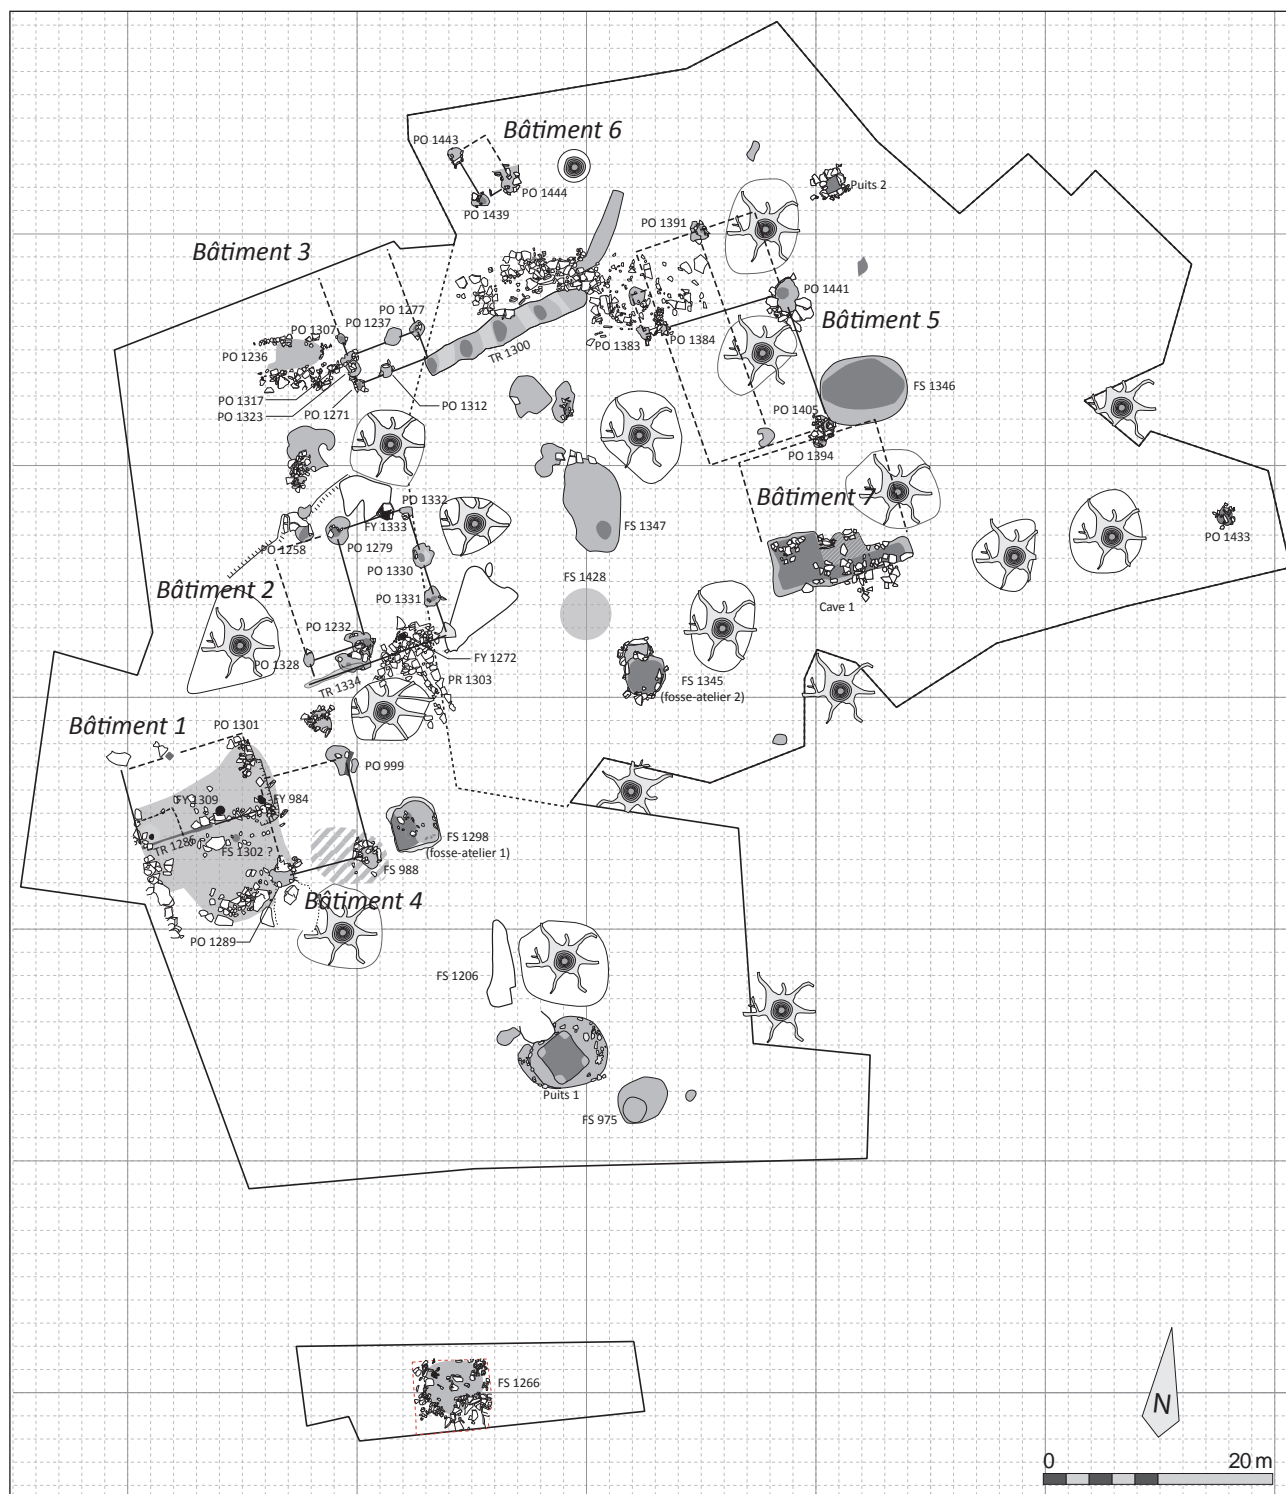 Bâtiment 6
PO 1443
PO 1444
PO 1439
Puits 2
PO 1391
Bâtiment 3
PO 1277
PO 1237
PO 1307
PO 1236
PO 1441
Bâtiment 5
PO 1383
PO 1384
TR 1300
FS 1346
PO 1317
PO 1323
PO 1271
PO 1312
PO 1405
PO 1394
Bâtiment 7
PO 1332
FY 1333
PO 1258
PO 1279
FS 1347
PO 1433
PO 1330
FS 1428
Bâtiment 2
PO 1331
Cave 1
PO 1232
PO 1328
FY 1272
PR 1303
TR 1334
FS 1345
(fosse-atelier 2)
Bâtiment 1
PO 1301
PO 999
FY 1309
FY 984
TR 1286
FS 1302 ?
FS 1298
(fosse-atelier 1)
FS 988
Bâtiment 4
PO 1289
FS 1206
Puits 1
FS 975
FS 1266
N
0
20 m